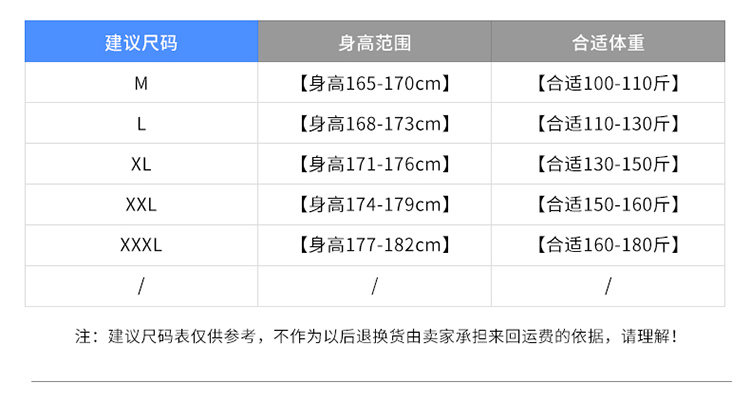 建议尺码 身高范围 合适体重
M 【身高165-170cm】 【合适100-110斤】
L 【身高168-173cm】 【合适110-130斤】
XL 【身高171-176cm】 【合适130-150斤】
XXL 【身高174-179cm】 【合适150-160斤】
XXXL 【身高177-182cm】 【合适160-180斤】
/ / /
注：建议尺码表仅供参考，不作为以后退换货由卖家承担来回运费的依据，请理解！